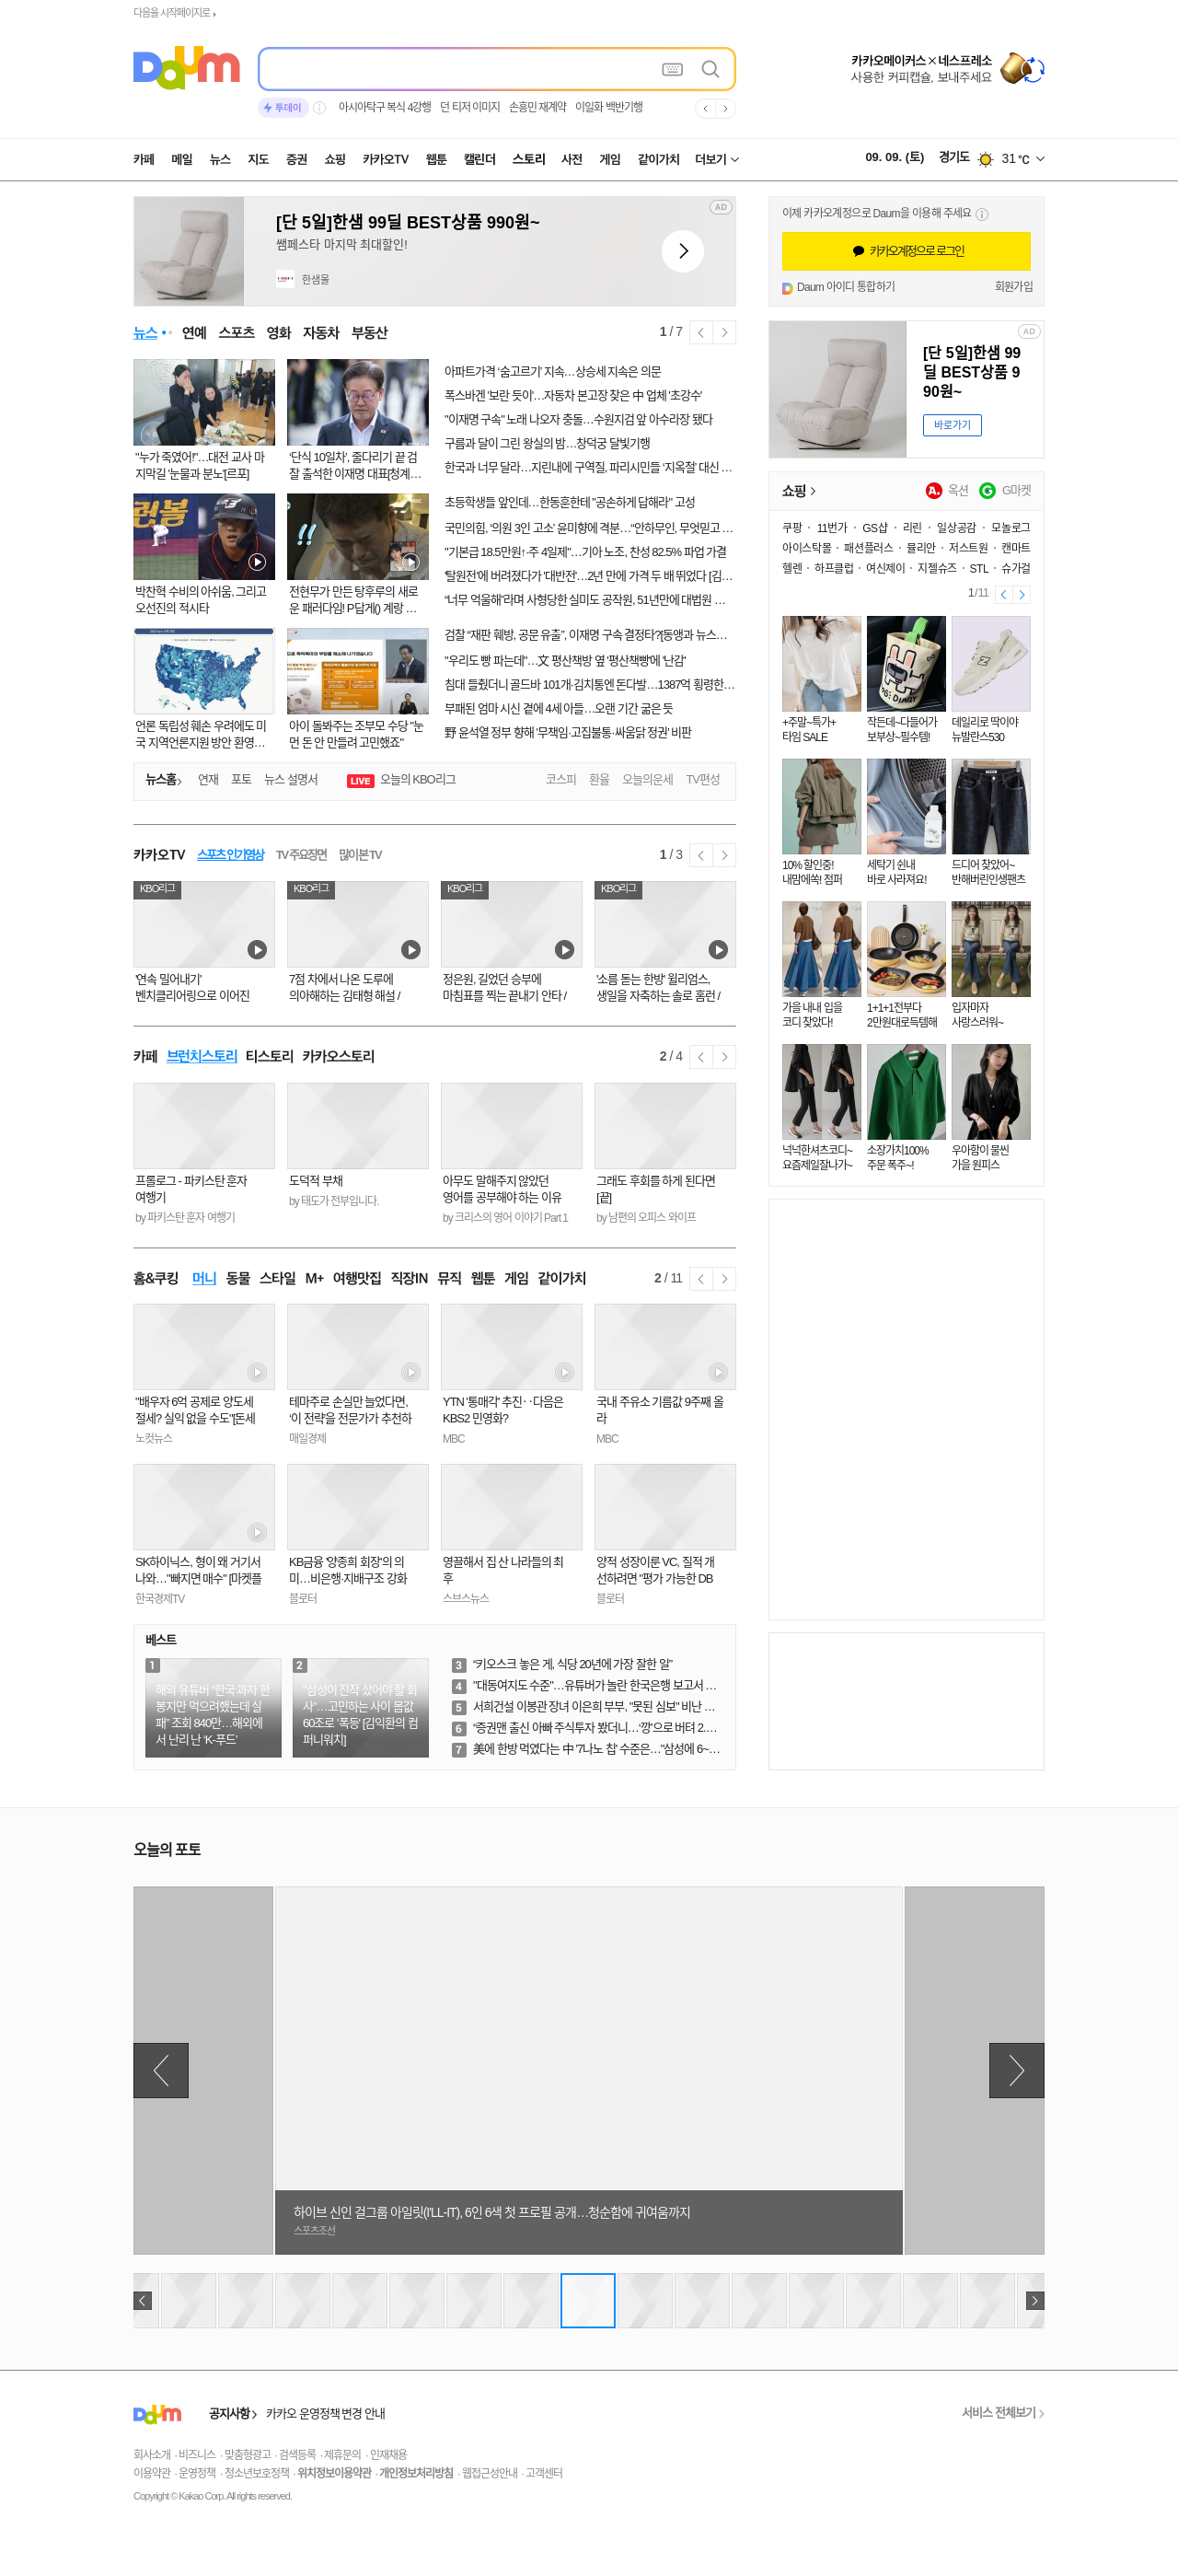 다음을 시작페이지로
Daum
카카오메이커스×네스프레소
사용한 커피캡슐, 보내주세요
투데이 아시아탁구 복식 4강행 던 티저 이미지 손흥민 재계약 이일화 백반기행
카페 메일 뉴스 지도 증권 쇼핑 카카오TV 웹툰 캘린더 스토리 사전 게임 같이가치 더보기
09. 09. (토) 경기도 31℃
[단 5일]한샘 99딜 BEST상품 990원~
쌤페스타 마지막 최대할인!
한샘몰
AD
이제 카카오계정으로 Daum을 이용해 주세요
카카오계정으로 로그인
Daum 아이디 통합하기 회원가입
뉴스 연예 스포츠 영화 자동차 부동산
1 / 7
"누가 죽였어!"…대전 교사 마
지막길 '눈물과 분노'[르포]
‘단식 10일차’, 줄다리기 끝 검
찰 출석한 이재명 대표[청계…
박찬혁 수비의 아쉬움, 그리고
오선진의 적시타
전현무가 만든 탕후루의 새로
운 패러다임! P답게() 계랑 …
언론 독립성 훼손 우려에도 미
국 지역언론지원 방안 환영…
아이 돌봐주는 조부모 수당 "눈
먼 돈 안 만들려 고민했죠"
아파트가격 ‘숨고르기’ 지속…상승세 지속은 의문
폭스바겐 '보란 듯이'…자동차 본고장 찾은 中 업체 '초강수'
"이재명 구속" 노래 나오자 충돌…수원지검 앞 아수라장 됐다
구름과 달이 그린 왕실의 밤…창덕궁 달빛기행
한국과 너무 달라…지린내에 구역질, 파리시민들 ‘지옥철’ 대신 …
초등학생들 앞인데…한동훈한테 "공손하게 답해라" 고성
국민의힘, ‘의원 3인 고소’ 윤미향에 격분…“안하무인, 무엇믿고 …
"기본급 18.5만원↑·주 4일제"…기아 노조, 찬성 82.5% 파업 가결
'탈원전'에 버려졌다가 '대반전'…2년 만에 가격 두 배 뛰었다 [김…
“너무 억울해”라며 사형당한 실미도 공작원, 51년만에 대법원 …
검찰 “재판 훼방, 공문 유출”, 이재명 구속 결정타?[동앵과 뉴스…
"우리도 빵 파는데"…文 평산책방 옆 '평산책빵'에 '난감'
침대 들췄더니 골드바 101개·김치통엔 돈다발…1387억 횡령한…
부패된 엄마 시신 곁에 4세 아들…오랜 기간 굶은 듯
野 윤석열 정부 향해 '무책임·고집불통·싸움닭 정권' 비판
뉴스홈 연재 포토 뉴스 설명서 LIVE 오늘의 KBO리그 코스피 환율 오늘의운세 TV편성
AD
[단 5일]한샘 99
딜 BEST상품 9
90원~
바로가기
쇼핑 옥션 G마켓
쿠팡 · 11번가 · GS샵 · 리린 · 일상공감 · 모놀로그
아이스탁몰 · 패션플러스 · 뮬리안 · 저스트원 · 캔마트
헬렌 · 하프클럽 · 여신제이 · 지젤슈즈 · STL · 슈가걸
1/11
+주말~특가+
타임 SALE
작든데~다들어가
보부상~필수템!
데일리로 딱이야
뉴발란스530
10% 할인중!
내맘에쏙! 점퍼
세탁기 쉰내
바로 사라져요!
드디어 찾았어~
반해버린인생팬츠
가을 내내 입을
코디 찾았다!
1+1+1전부다
2만원대로득템해
입자마자
사랑스러워~
넉넉한셔츠코디~
요즘제일잘나가~
소장가치100%
주문 폭주~!
우아함이 물씬
가을 원피스
카카오TV 스포츠 인기영상 TV 주요장면 많이 본 TV
1 / 3
KBO리그
'연속 밀어내기'
벤치클리어링으로 이어진
KBO리그
7점 차에서 나온 도루에
의아해하는 김태형 해설 /
KBO리그
정은원, 길었던 승부에
마침표를 찍는 끝내기 안타 /
KBO리그
'소름 돋는 한방' 윌리엄스,
생일을 자축하는 솔로 홈런 /
카페 브런치스토리 티스토리 카카오스토리
2 / 4
프롤로그 - 파키스탄 훈자
여행기
by 파키스탄 훈자 여행기
도덕적 부채
by 태도가 전부입니다.
아무도 말해주지 않았던
영어를 공부해야 하는 이유
by 크리스의 영어 이야기 Part 1
그래도 후회를 하게 된다면
[끝]
by 남편의 오피스 와이프
홈&쿠킹 머니 동물 스타일 M+ 여행맛집 직장IN 뮤직 웹툰 게임 같이가치
2 / 11
"배우자 6억 공제로 양도세
절세? 실익 없을 수도"[돈세
노컷뉴스
테마주로 손실만 늘었다면,
‘이 전략’을 전문가가 추천하
매일경제
YTN '통매각' 추진‥다음은
KBS2 민영화?
MBC
국내 주유소 기름값 9주째 올
라
MBC
SK하이닉스, 형이 왜 거기서
나와…"빠지면 매수" [마켓플
한국경제TV
KB금융 '양종희 회장'의 의
미…비은행·지배구조 강화
블로터
영끌해서 집 산 나라들의 최
후
스브스뉴스
양적 성장이룬 VC, 질적 개
선하려면 "평가 가능한 DB
블로터
베스트
1
해외 유튜버 “한국 과자 한
봉지만 먹으려했는데 실
패” 조회 840만…해외에
서 난리 난 ‘K-푸드’
2
"삼성이 진작 샀어야 할 회
사"…고민하는 사이 몸값
60조로 '폭등' [김익환의 컴
퍼니워치]
3 “키오스크 놓은 게, 식당 20년에 가장 잘한 일”
4 "대동여지도 수준"…유튜버가 놀란 한국은행 보고서 …
5 서희건설 이봉관 장녀 이은희 부부, "못된 심보" 비난 …
6 “증권맨 출신 아빠 주식투자 봤더니…‘깡’으로 버텨 2.…
7 美에 한방 먹였다는 中 '7나노 칩' 수준은…"삼성에 6~…
오늘의 포토
하이브 신인 걸그룹 아일릿(I'LL-IT), 6인 6색 첫 프로필 공개…청순함에 귀여움까지
스포츠조선
Daum 공지사항 카카오 운영정책 변경 안내 서비스 전체보기
회사소개 · 비즈니스 · 맞춤형광고 · 검색등록 · 제휴문의 · 인재채용
이용약관 · 운영정책 · 청소년보호정책 · 위치정보이용약관 · 개인정보처리방침 · 웹접근성안내 · 고객센터
Copyright © Kakao Corp. All rights reserved.